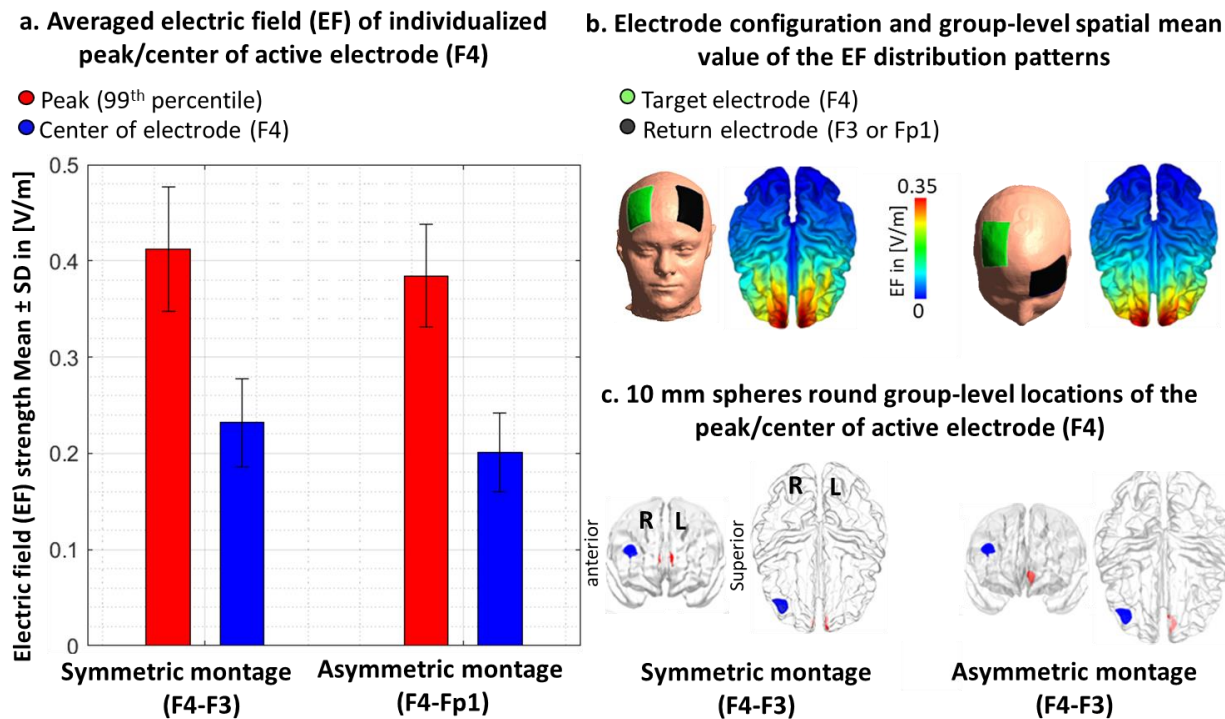 a. Averaged electric field (EF) of individualized
peak/center of active electrode (F4)
Peak (99th percentile)
Center of electrode (F4)
Electric field (EF) strength Mean ± SD in [V/m]
0.5
0.4
0.3
0.2
0.1
0
Symmetric montage
(F4-F3)
Asymmetric montage
(F4-Fp1)
b. Electrode configuration and group-level spatial mean
value of the EF distribution patterns
Target electrode (F4)
Return electrode (F3 or Fp1)
EF in [V/m]
0.35
0
c. 10 mm spheres round group-level locations of the
peak/center of active electrode (F4)
anterior
R L
Superior
R L
Symmetric montage
(F4-F3)
Asymmetric montage
(F4-F3)